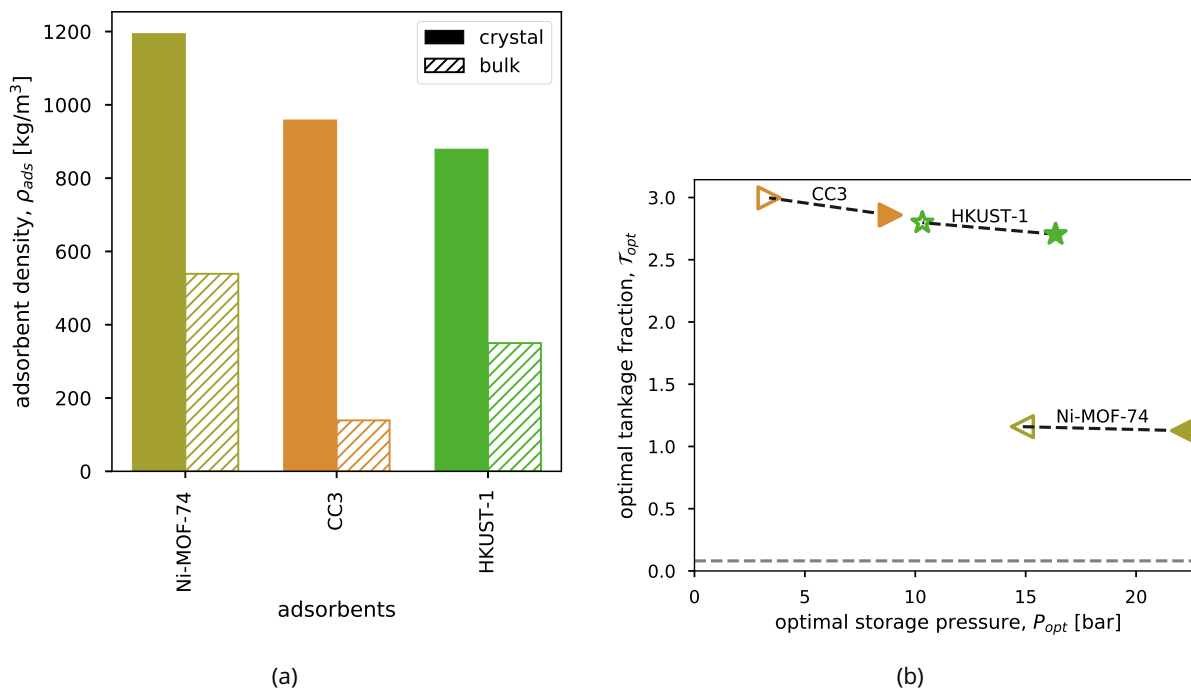 1200
1000
800
600
400
200
0
adsorbent density, ρads [kg/m³]
crystal
bulk
Ni-MOF-74
CC3
HKUST-1
adsorbents
(a)
3.0
2.5
2.0
1.5
1.0
0.5
0.0
optimal tankage fraction, 𝒯opt
CC3
HKUST-1
Ni-MOF-74
0 5 10 15 20
optimal storage pressure, Popt [bar]
(b)